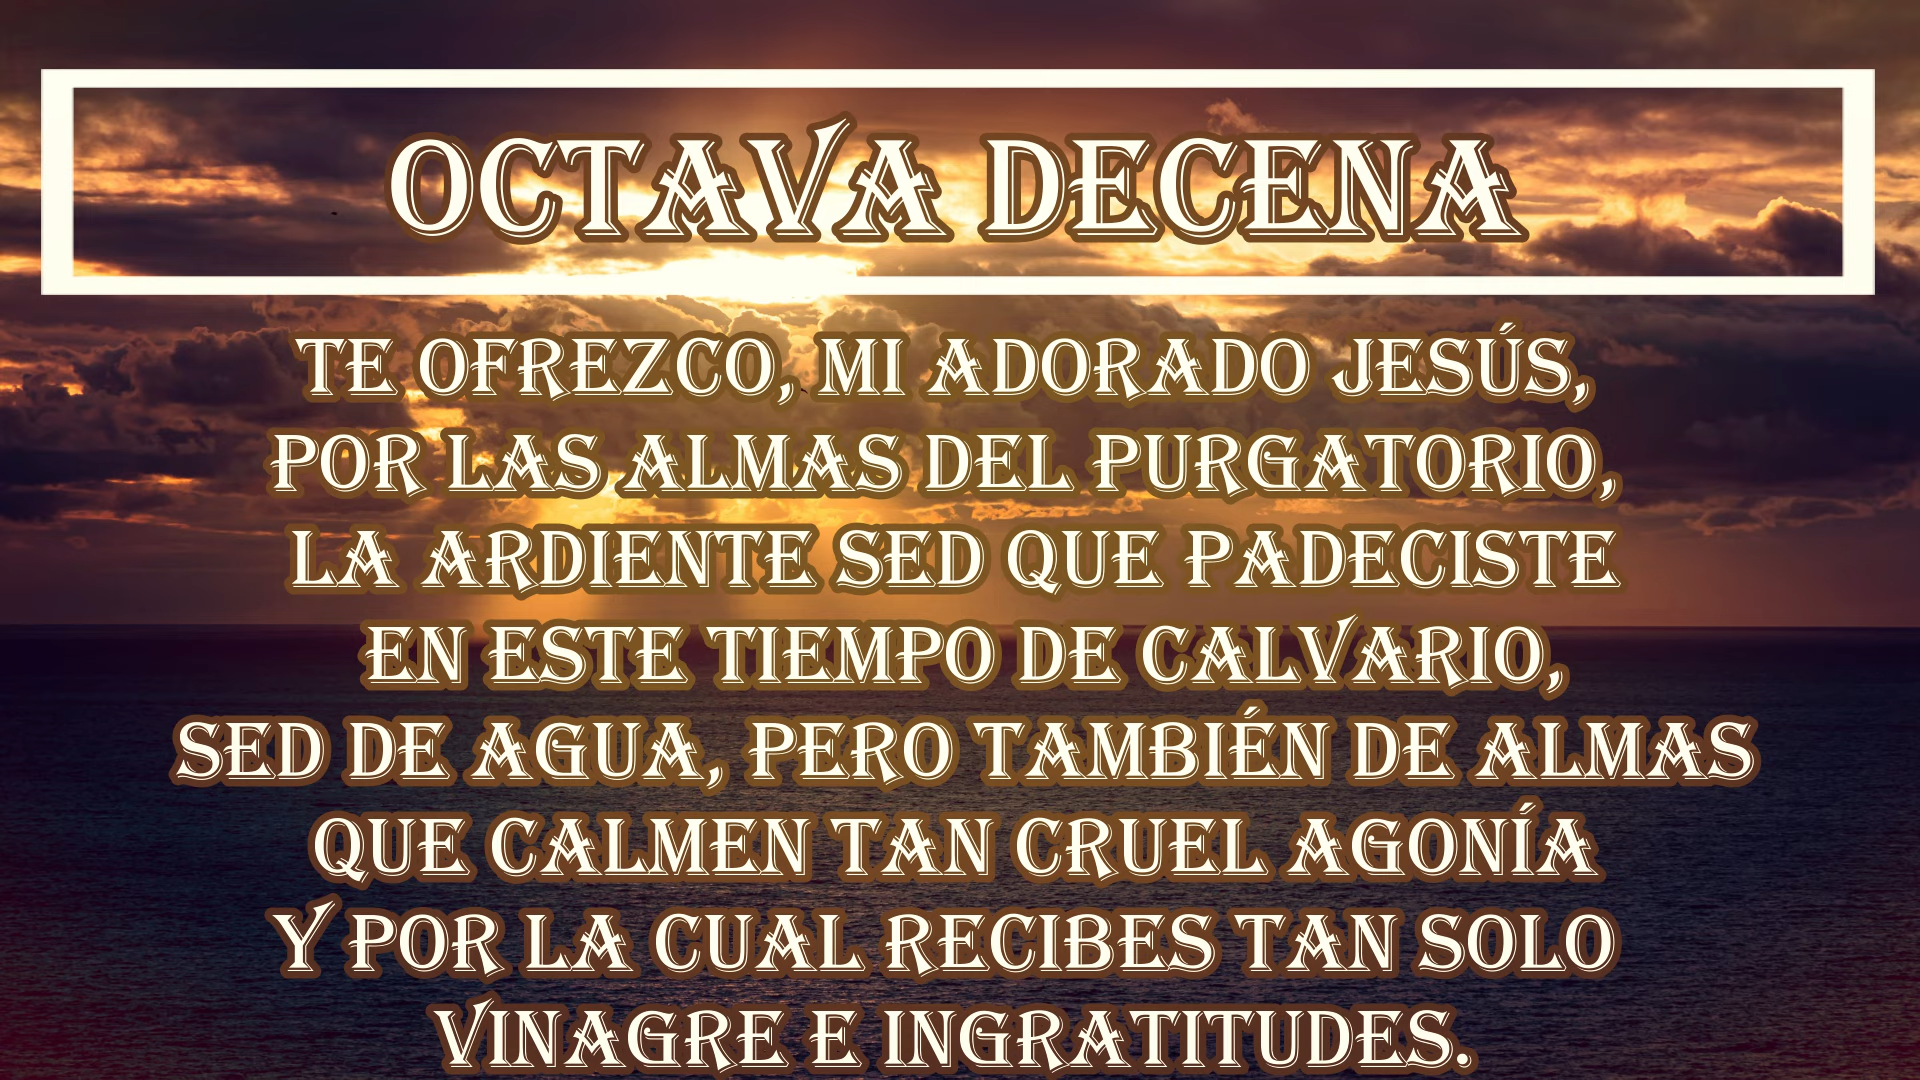 OCTAVA DECENA
TE OFREZCO, MI ADORADO JESÚS,
POR LAS ALMAS DEL PURGATORIO,
LA ARDIENTE SED QUE PADECISTE
EN ESTE TIEMPO DE CALVARIO,
SED DE AGUA, PERO TAMBIÉN DE ALMAS
QUE CALMEN TAN CRUEL AGONÍA
Y POR LA CUAL RECIBES TAN SOLO
VINAGRE E INGRATITUDES.